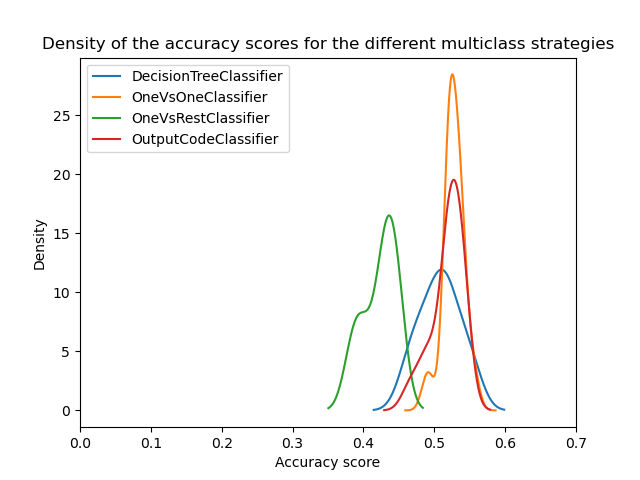 Density of the accuracy scores for the different multiclass strategies
DecisionTreeClassifier
OneVsOneClassifier
OneVsRestClassifier
OutputCodeClassifier
25
20
15
10
5
0
Density
0.0 0.1 0.2 0.3 0.4 0.5 0.6 0.7
Accuracy score